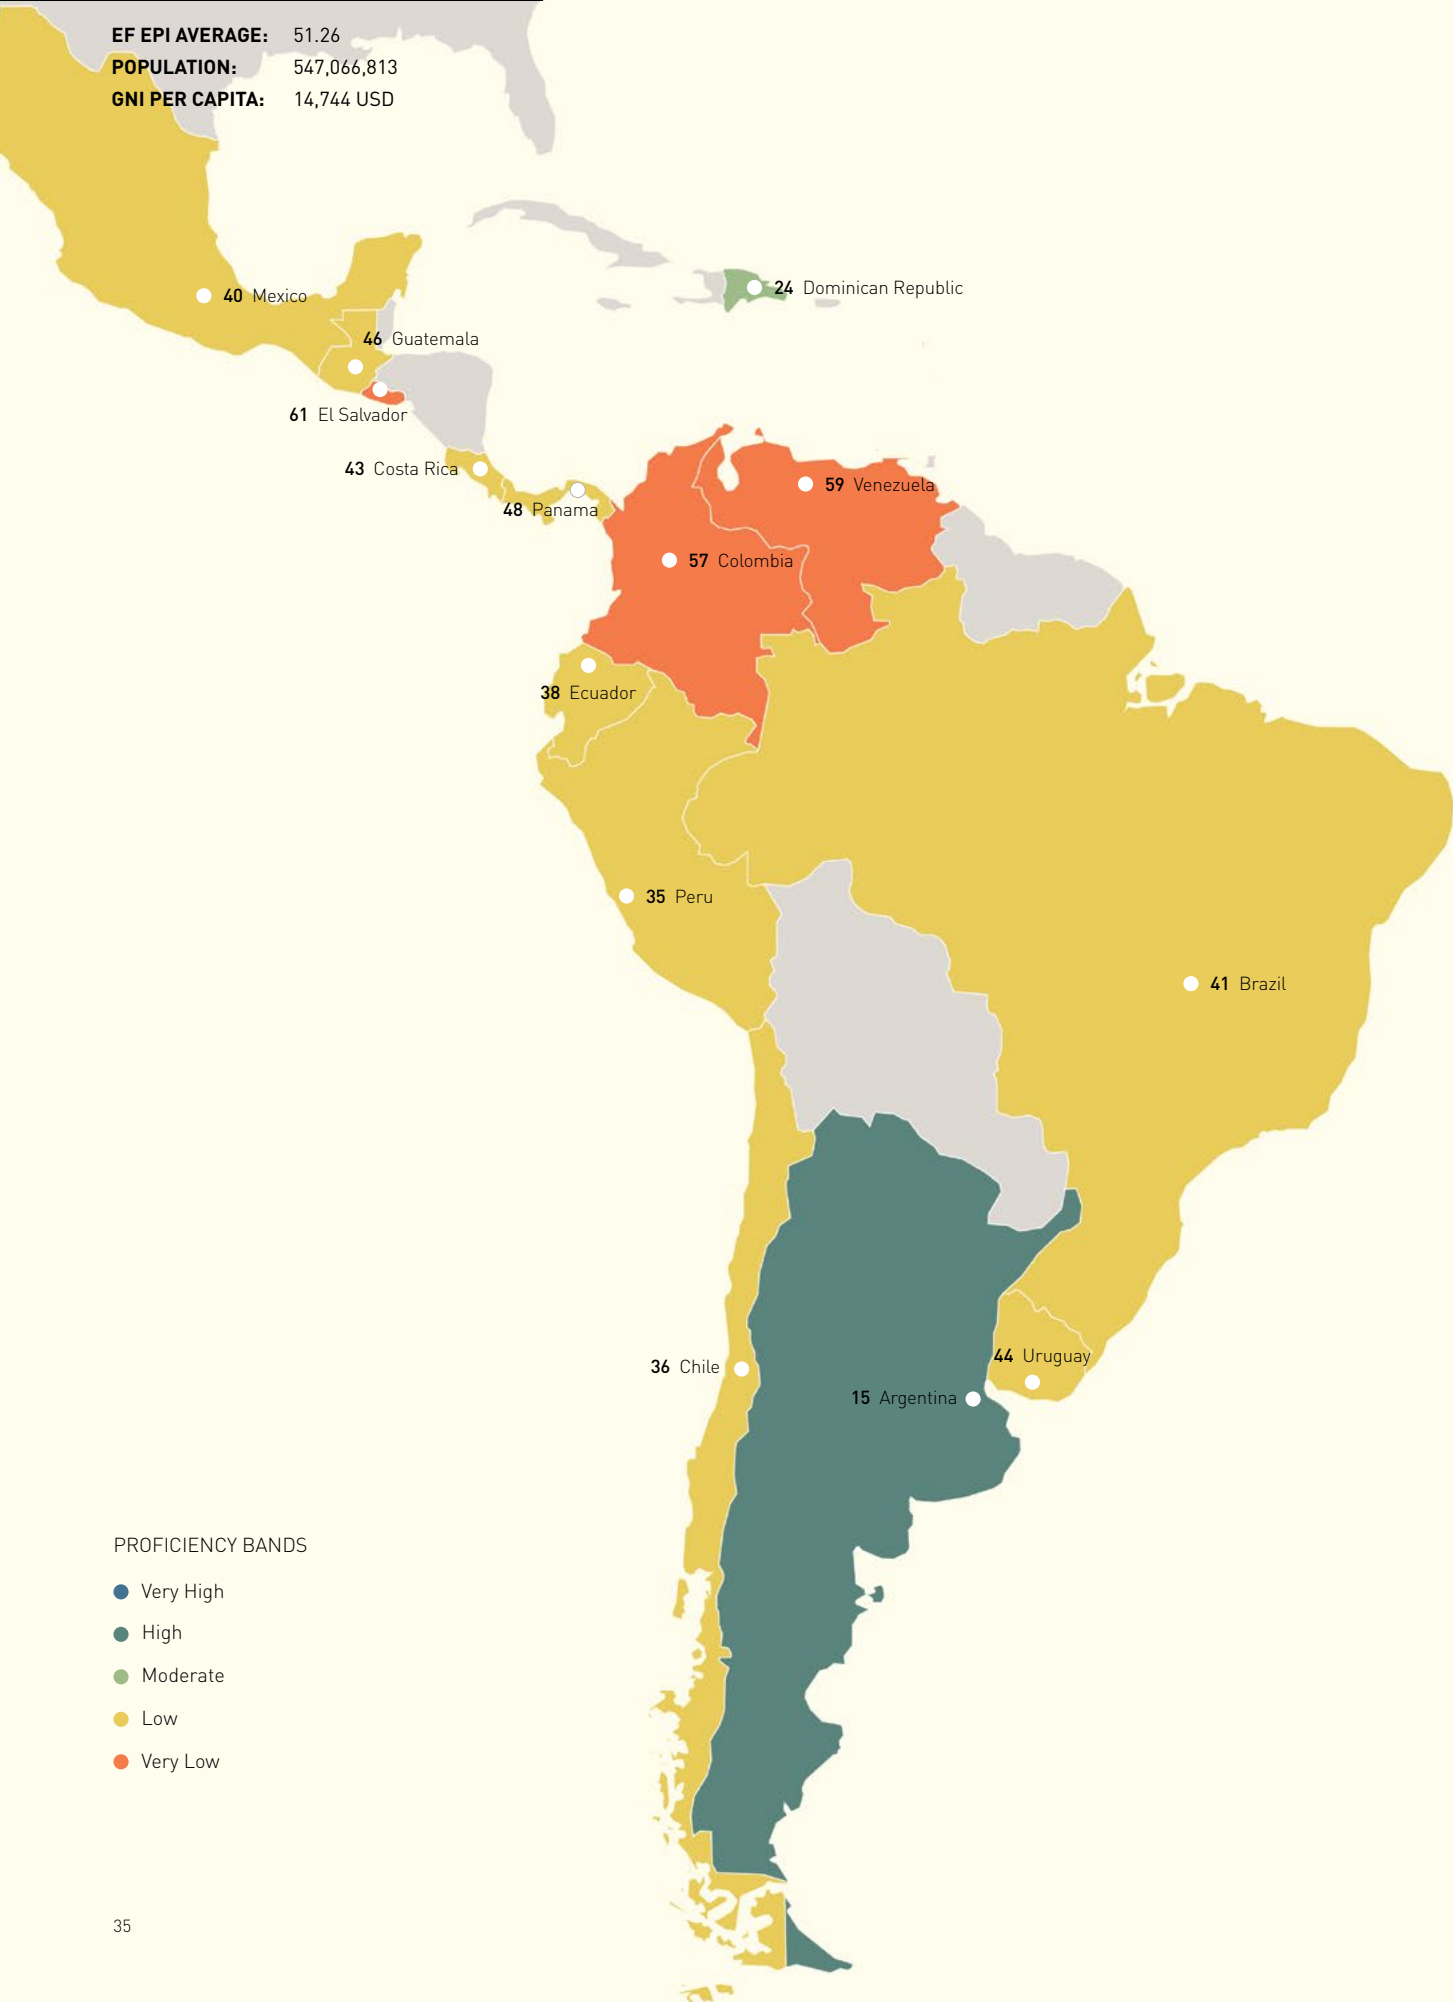 EF EPI AVERAGE: 51.26
POPULATION: 547,066,813
GNI PER CAPITA: 14,744 USD
24 Dominican Republic
40 Mexico
46 Guatemala
61 El Salvador
43 Costa Rica
59 Venezuela
48 Panama
57 Colombia
38 Ecuador
35 Peru
41 Brazil
44 Uruguay
36 Chile
15 Argentina
PROFICIENCY BANDS
Very High
High
Moderate
Low
Very Low
35